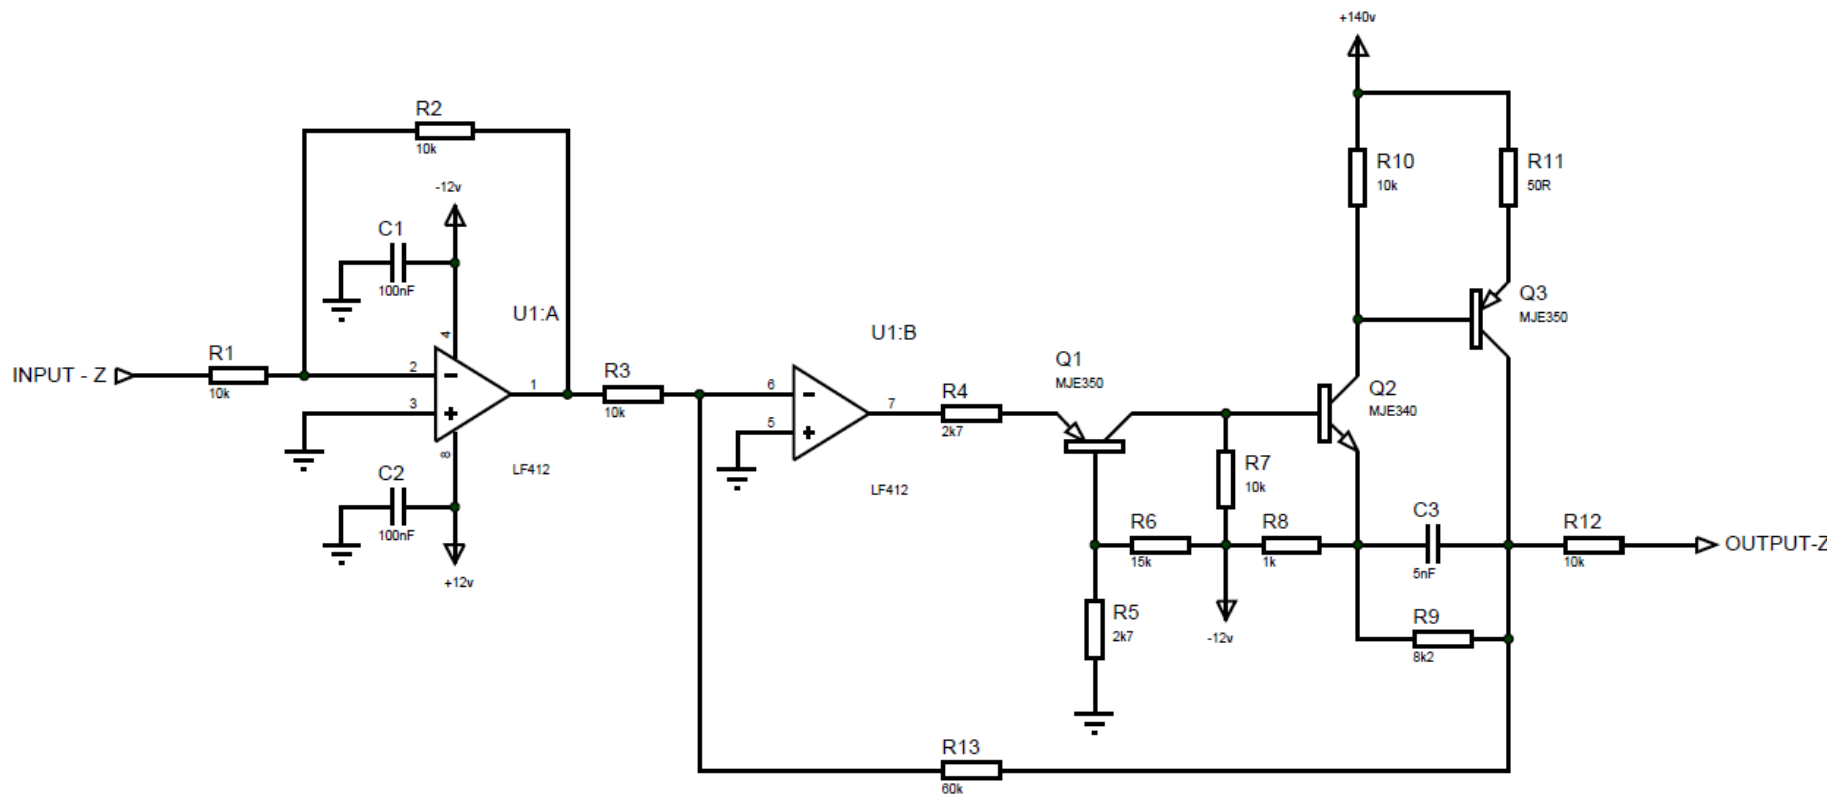 +140v
R2
10k
-12v
R10
10k
R11
50R
C1
100nF
4
U1:A
Q3
MJE350
U1:B
INPUT - Z
R1
10k
2
3
1
R3
10k
6
5
7
R4
2k7
Q1
MJE350
Q2
MJE340
8
LF412
LF412
C2
100nF
+12v
R7
10k
R6
15k
R8
1k
C3
5nF
R12
10k
OUTPUT-Z
R5
2k7
-12v
R9
8k2
R13
60k